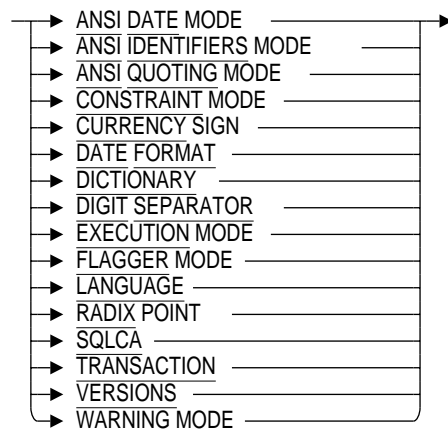 ANSI DATE MODE
ANSI IDENTIFIERS MODE
ANSI QUOTING MODE
CONSTRAINT MODE
CURRENCY SIGN
DATE FORMAT
DICTIONARY
DIGIT SEPARATOR
EXECUTION MODE
FLAGGER MODE
LANGUAGE
RADIX POINT
SQLCA
TRANSACTION
VERSIONS
WARNING MODE